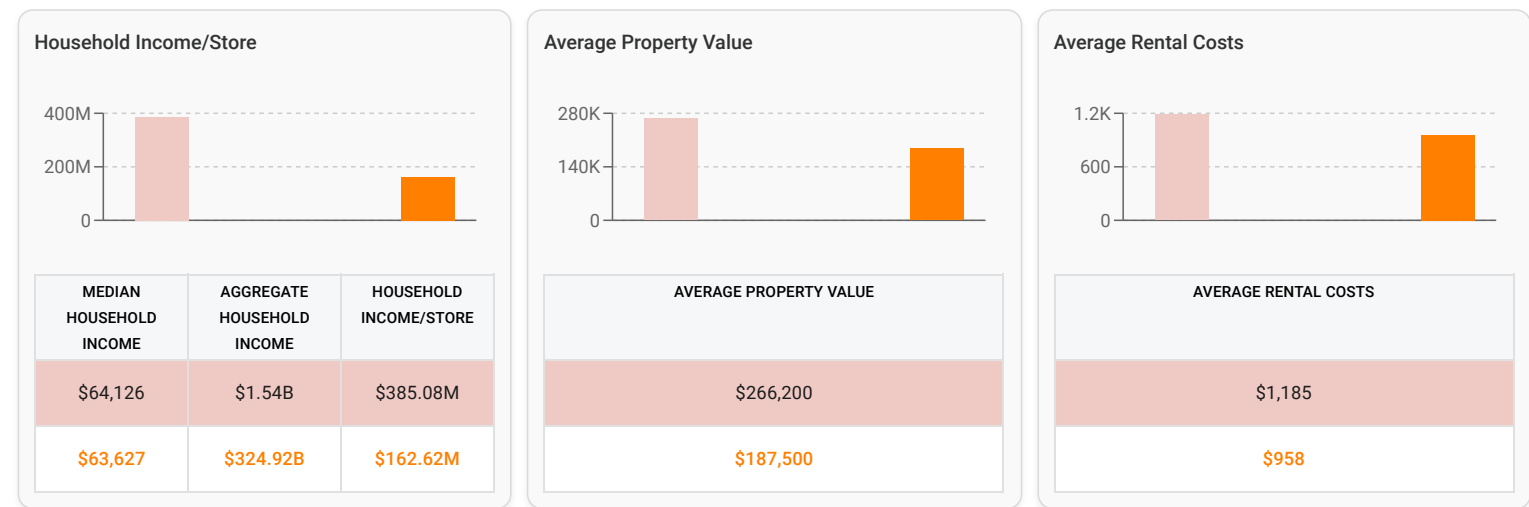 Household Income/Store
400M
200M
0
MEDIAN HOUSEHOLD INCOME
AGGREGATE HOUSEHOLD INCOME
HOUSEHOLD INCOME/STORE
$64,126
$1.54B
$385.08M
$63,627
$324.92B
$162.62M
Average Property Value
280K
140K
0
AVERAGE PROPERTY VALUE
$266,200
$187,500
Average Rental Costs
1.2K
600
0
AVERAGE RENTAL COSTS
$1,185
$958